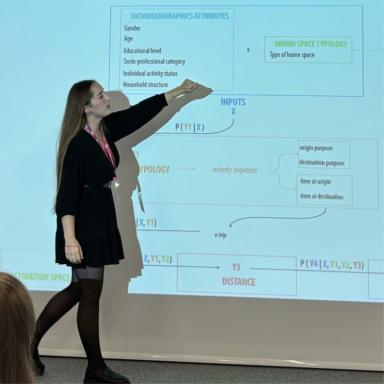 SOCIODEMOGRAPHICS ATTRIBUTES
Gender
Age
Educational level
Socio-professional category
Individual activity status
Household structure
x
ORIGIN SPACE TYPOLOGY
Type of home space
INPUTS
X
P(Y1|X)
YPOLOGY
activity sequence
origin purpose
destination purpose
time at origin
time at destination
(X,Y1)
a trip
X,Y1,Y2)
Y3
P(Y4|X,Y1,Y2,Y3)
STINATION SPACE
DISTANCE